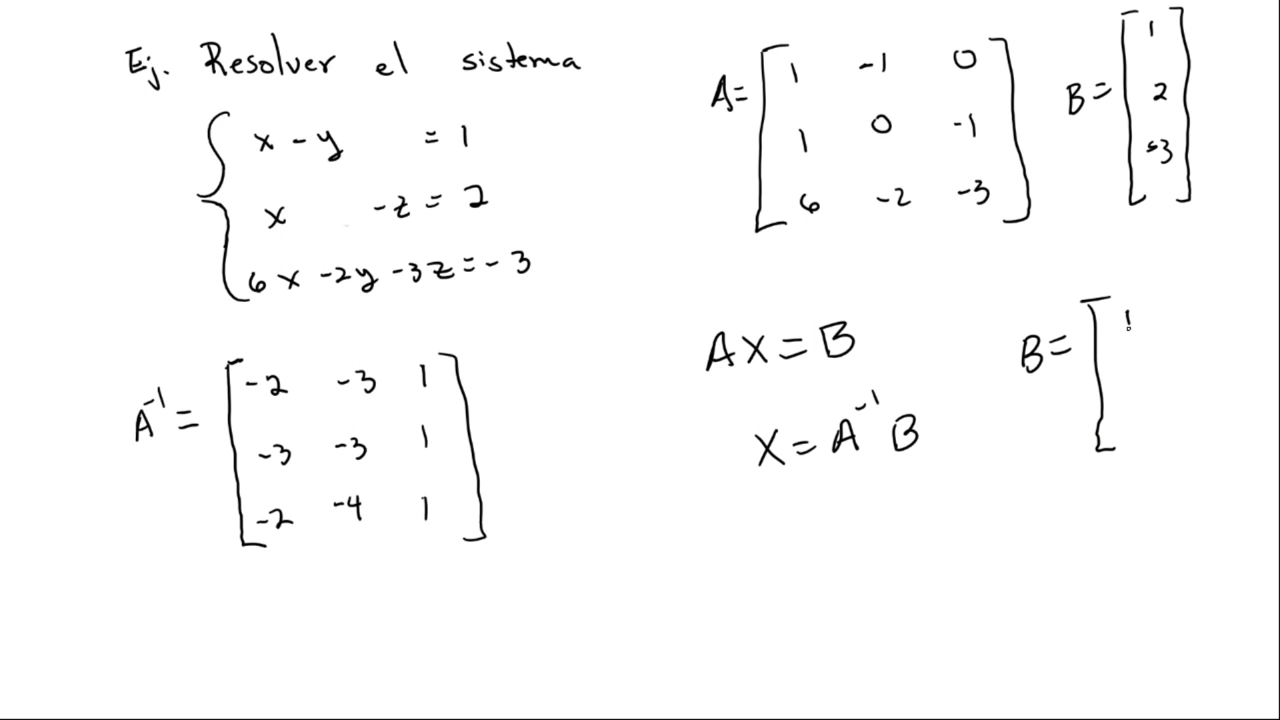 Ej. Resolver el sistema
x - y = 1
x - z = 2
6x - 2y - 3z = - 3
A = [ 1 -1 0
1 0 -1
6 -2 -3 ]
B = [ 1
2
-3 ]
A⁻¹ = [ -2 -3 1
-3 -3 1
-2 -4 1 ]
AX = B
X = A⁻¹ B
B = [ 1